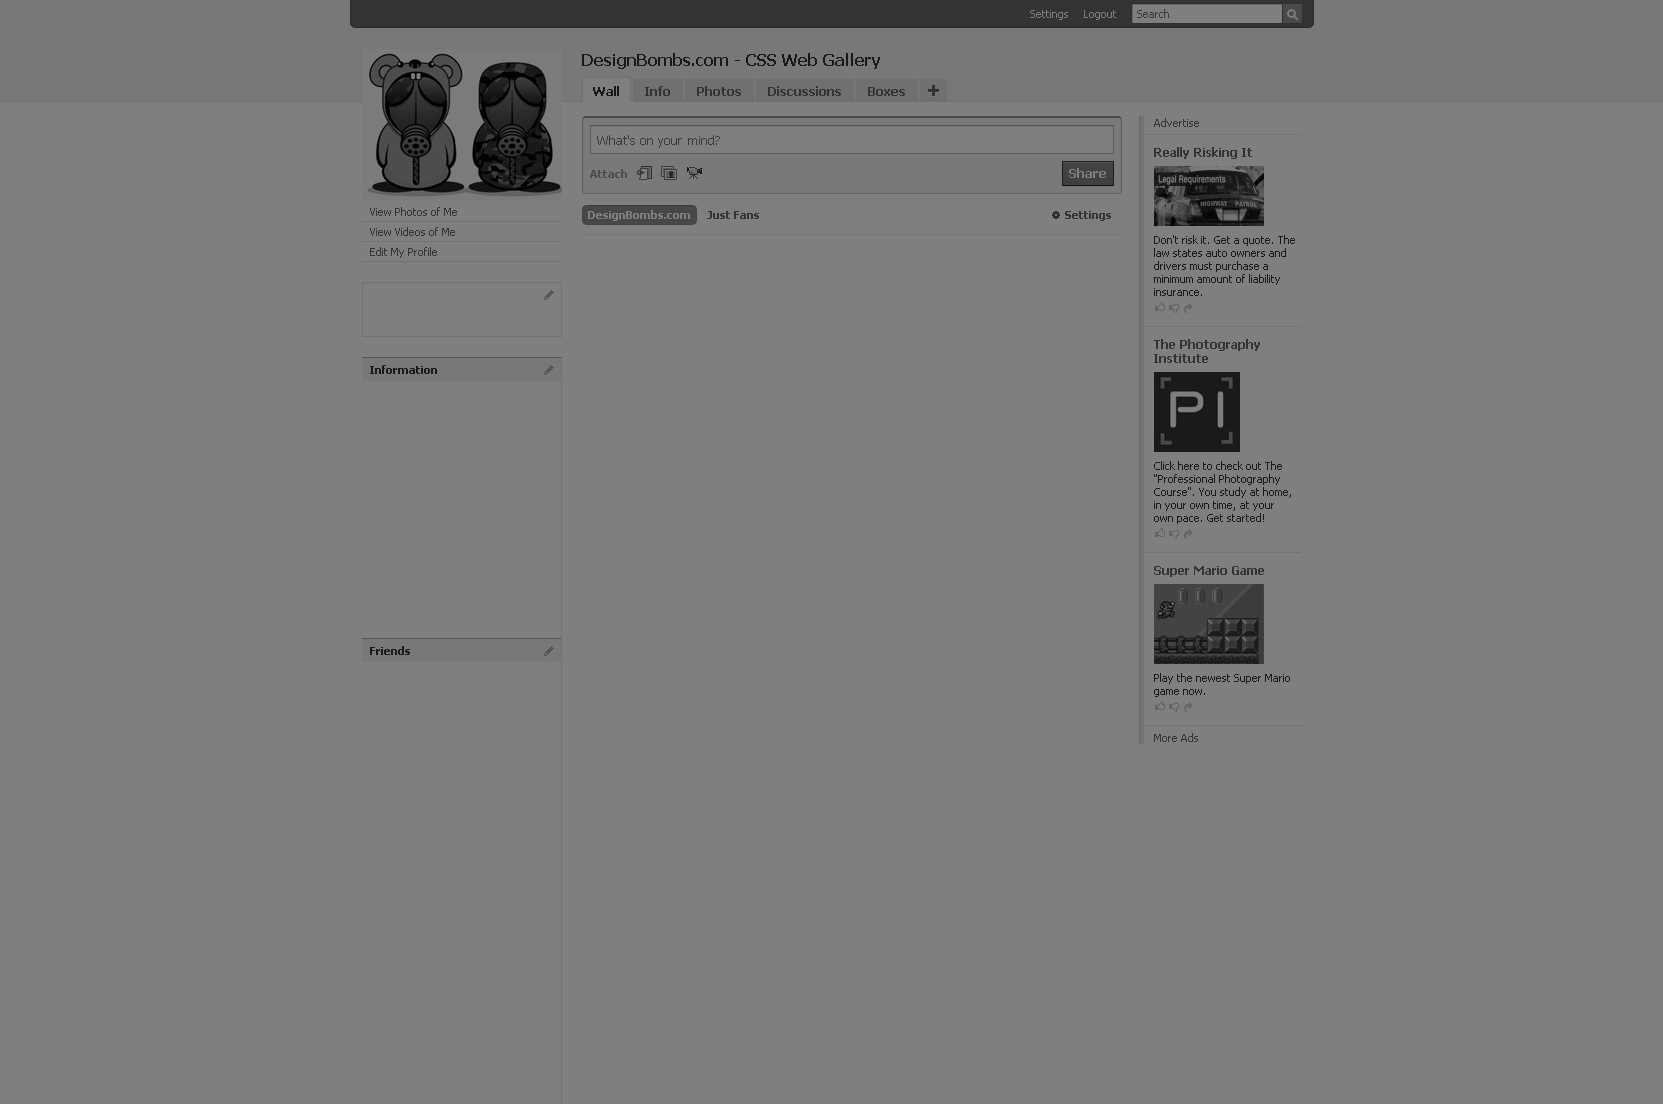 Settings Logout Search
DesignBombs.com - CSS Web Gallery
Wall Info Photos Discussions Boxes +
What's on your mind?
Attach Share
DesignBombs.com Just Fans Settings
View Photos of Me
View Videos of Me
Edit My Profile
Information
Friends
Advertise
Really Risking It
Legal Requirements
HIGHWAY PATROL
Don't risk it. Get a quote. The
law states auto owners and
drivers must purchase a
minimum amount of liability
insurance.
The Photography
Institute
PI
Click here to check out The
"Professional Photography
Course". You study at home,
in your own time, at your
own pace. Get started!
Super Mario Game
Play the newest Super Mario
game now.
More Ads